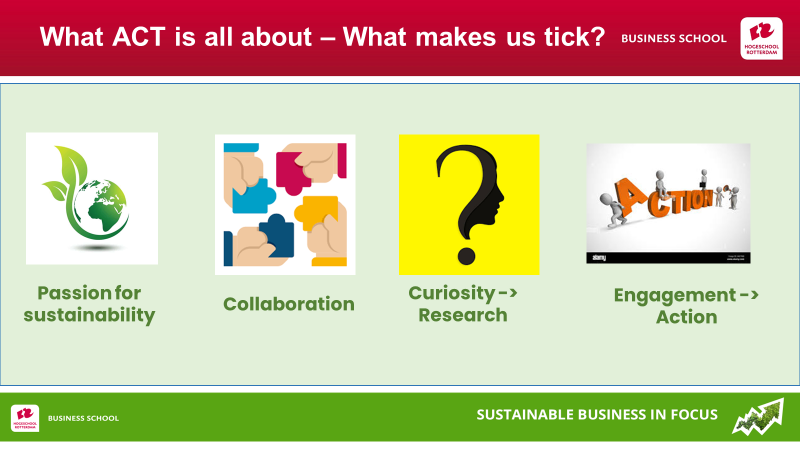 What ACT is all about – What makes us tick?
BUSINESS SCHOOL
HOGESCHOOL
ROTTERDAM
ACTION
alamy
Passion for
sustainability
Collaboration
Curiosity ->
Research
Engagement ->
Action
HOGESCHOOL
ROTTERDAM
BUSINESS SCHOOL
SUSTAINABLE BUSINESS IN FOCUS